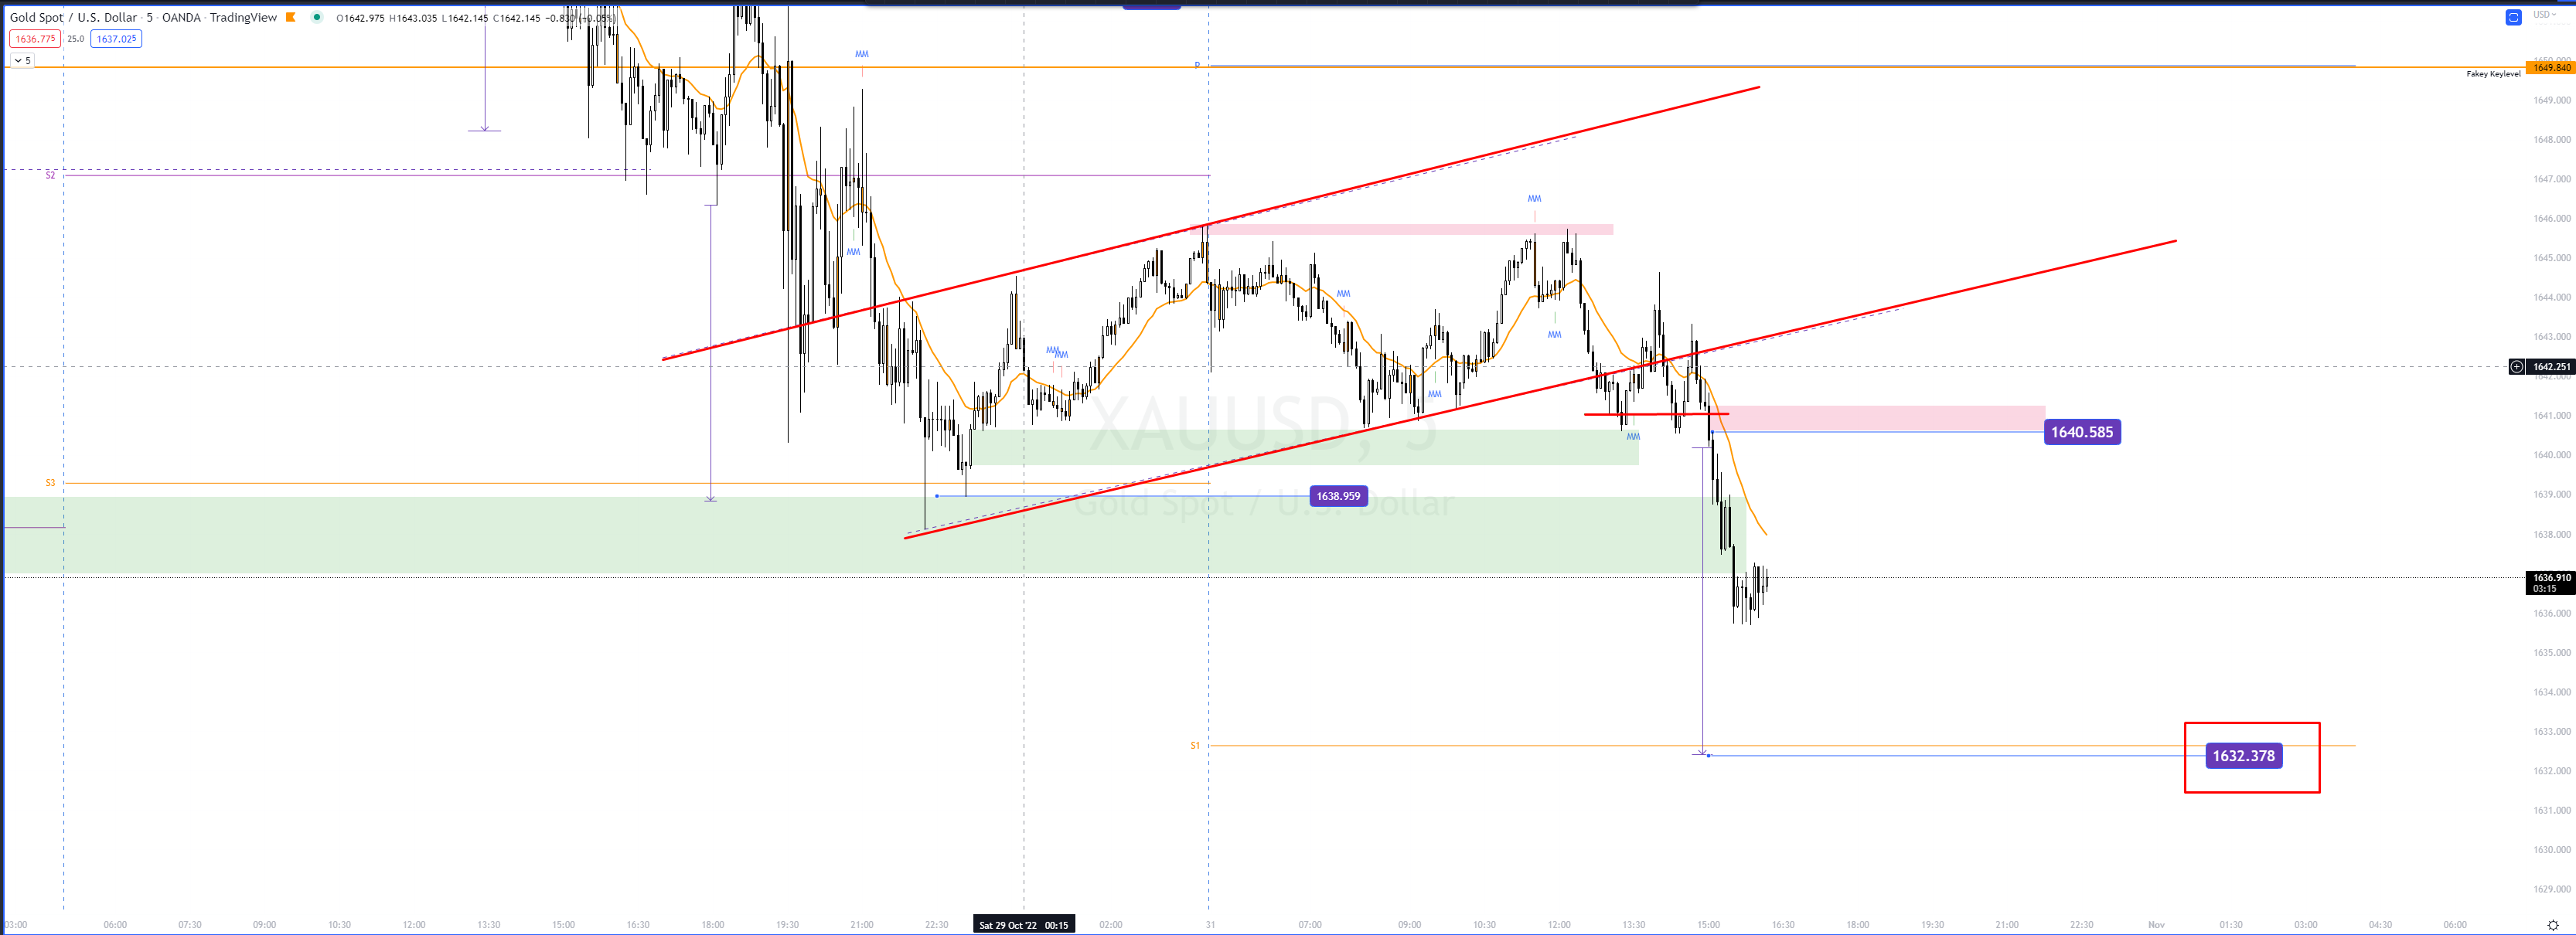 Gold Spot / U.S. Dollar · 5 · OANDA · TradingView O1642.975 H1643.035 L1642.145 C1642.145 −0.830 (−0.05%)
USD
1636.775 25.0 1637.025
5
MM
P
Fakey Keylevel
1649.840
1649.000
1648.000
S2
1647.000
MM
1646.000
MM
1645.000
MM
1644.000
MM
MM
MM
1643.000
1642.251
MM
1641.000
XAUUSD, 5
1640.585
MM
1640.000
S3
1638.959
1639.000
Gold Spot / U.S. Dollar
1638.000
1636.910
03:15
1636.000
1635.000
1634.000
1633.000
S1
1632.378
1632.000
1631.000
1630.000
1629.000
03:00 06:00 07:30 09:00 10:30 12:00 13:30 15:00 16:30 18:00 19:30 21:00 22:30 Sat 29 Oct '22 00:15 02:00 31 07:00 09:00 10:30 12:00 13:30 15:00 16:30 18:00 19:30 21:00 22:30 Nov 01:30 03:00 04:30 06:00